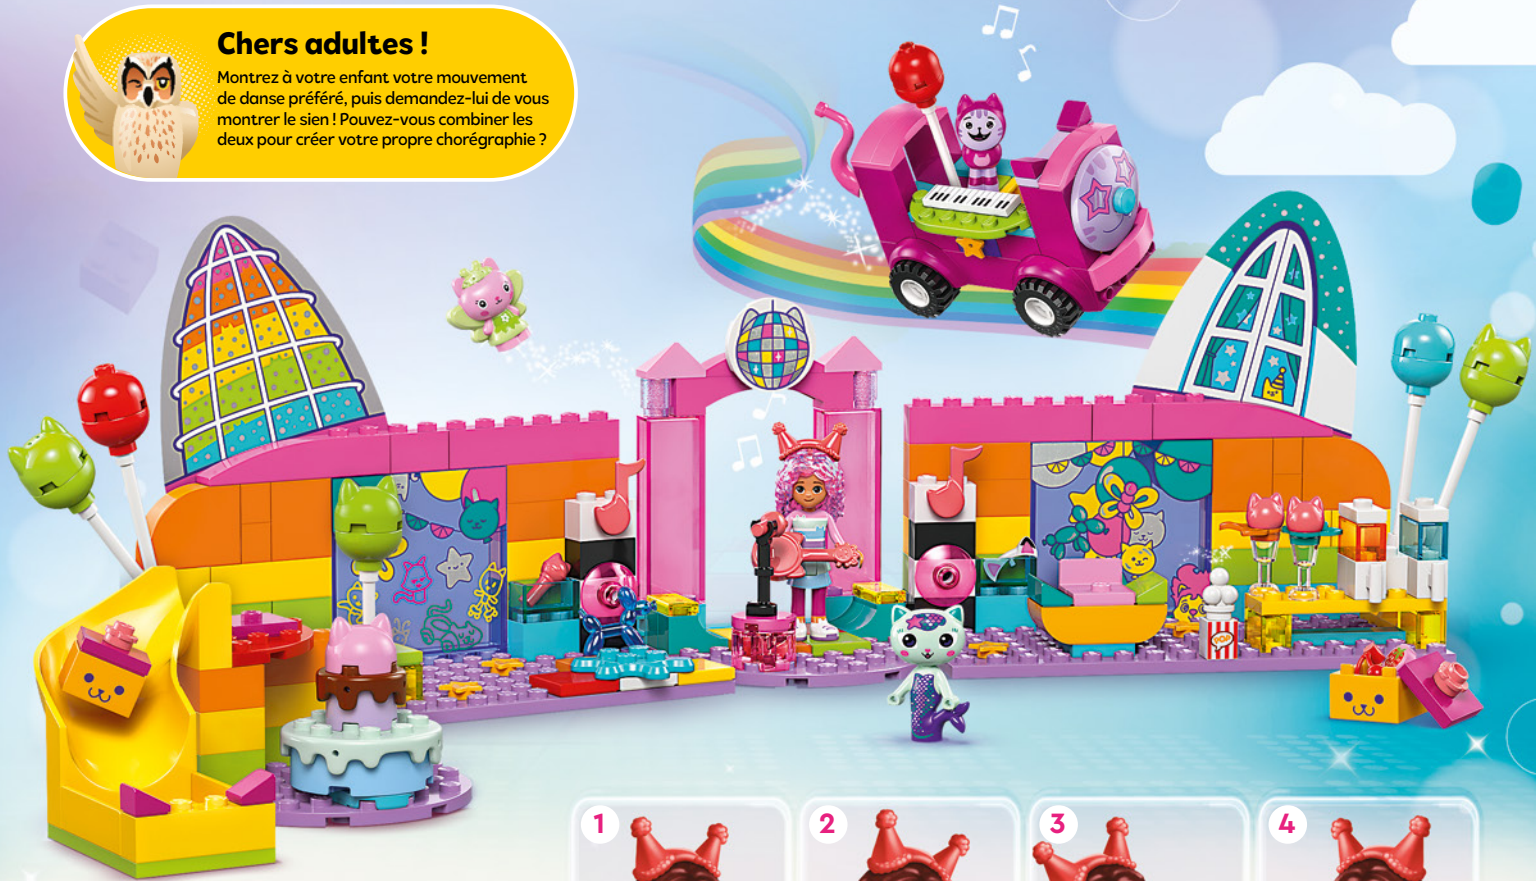 Chers adultes !
Montrez à votre enfant votre mouvement
de danse préféré, puis demandez-lui de vous
montrer le sien ! Pouvez-vous combiner les
deux pour créer votre propre chorégraphie ?
POP
1
2
3
4